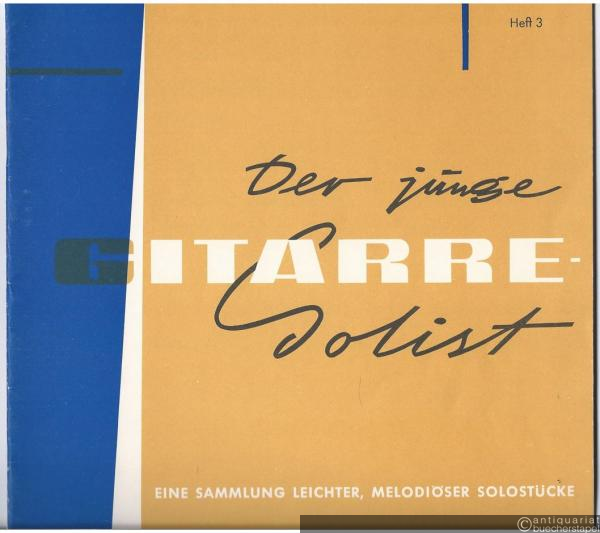 Heft 3
Der junge
GITARRE-
Solist
EINE SAMMLUNG LEICHTER, MELODIÖSER SOLOSTÜCKE
©antiquariat
buecherstapel